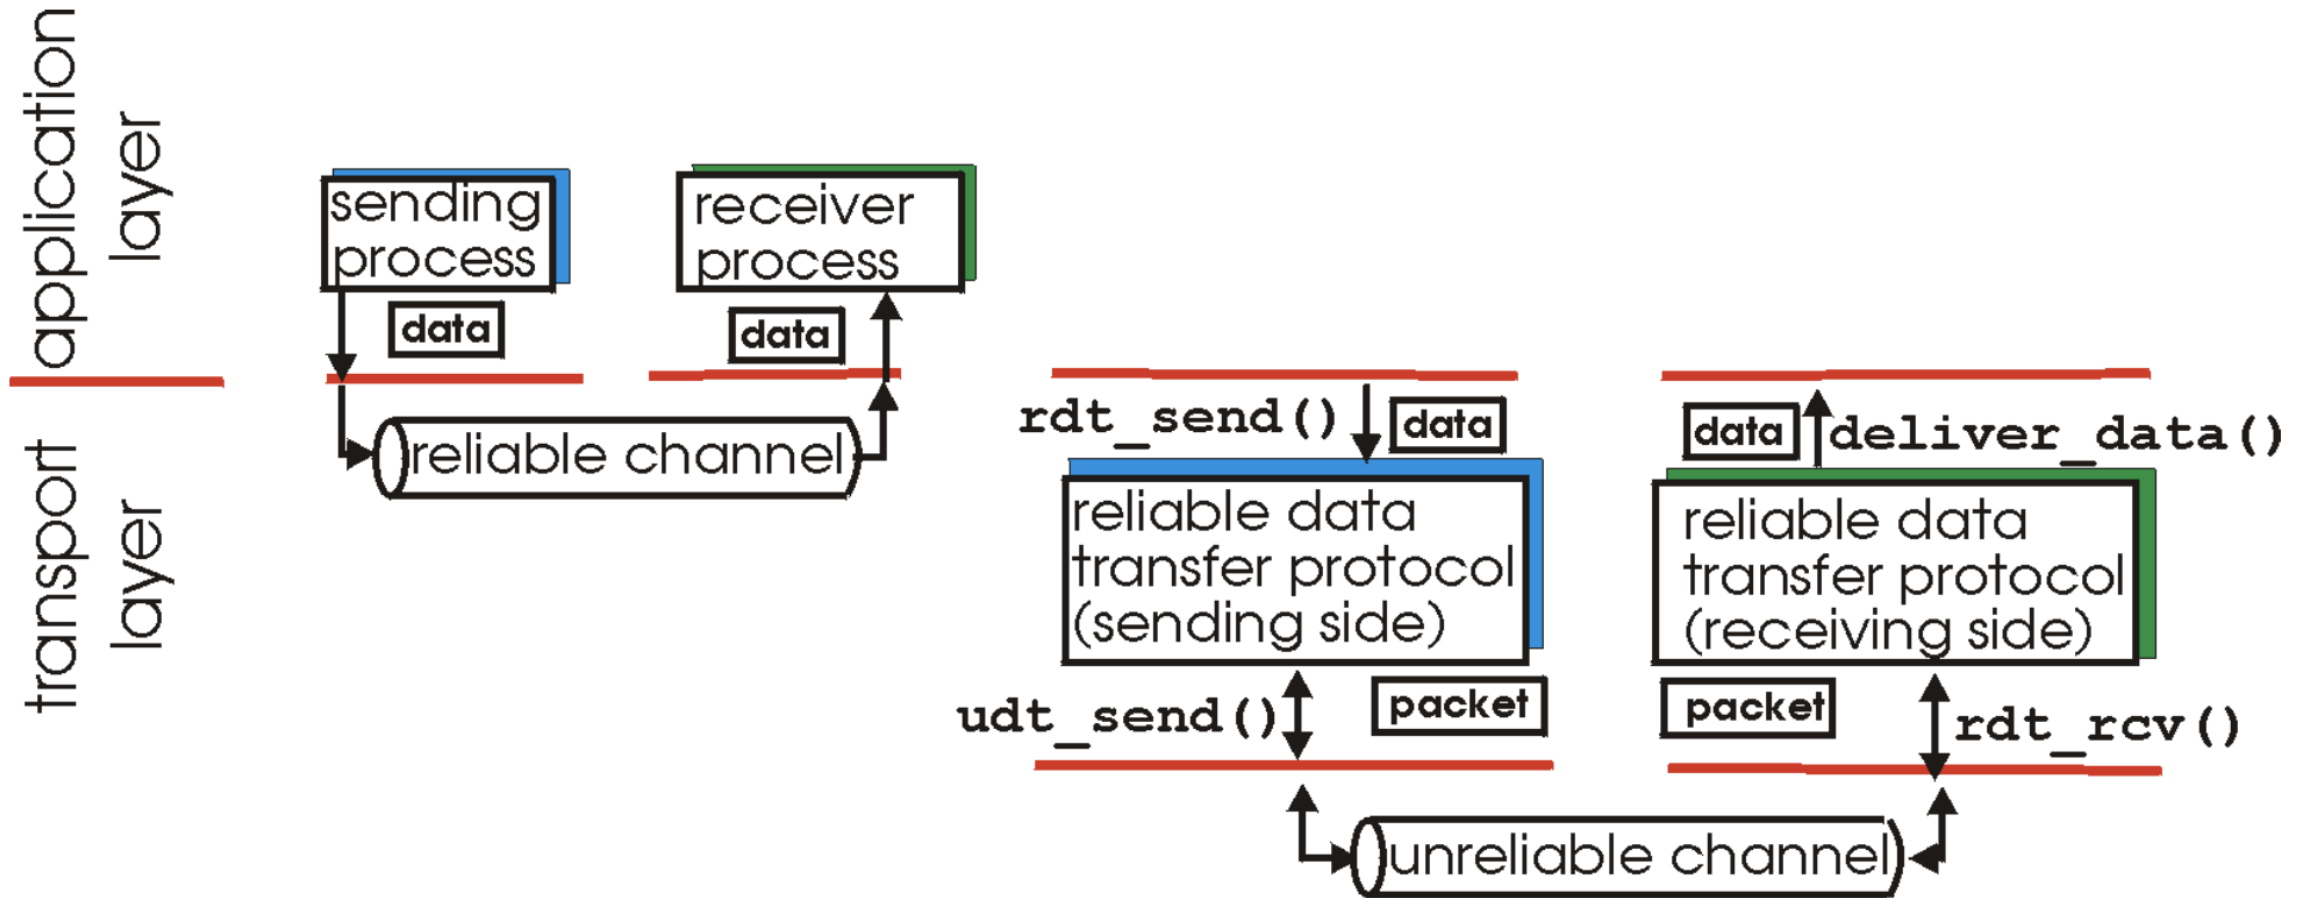 application
layer
transport
layer
sending
process
receiver
process
data
data
reliable channel
rdt_send()
data
data
deliver_data()
reliable data
transfer protocol
(sending side)
reliable data
transfer protocol
(receiving side)
udt_send()
packet
packet
rdt_rcv()
unreliable channel